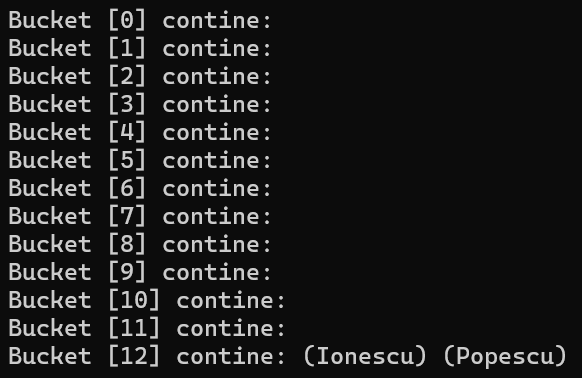 Bucket [0] contine:
Bucket [1] contine:
Bucket [2] contine:
Bucket [3] contine:
Bucket [4] contine:
Bucket [5] contine:
Bucket [6] contine:
Bucket [7] contine:
Bucket [8] contine:
Bucket [9] contine:
Bucket [10] contine:
Bucket [11] contine:
Bucket [12] contine: (Ionescu) (Popescu)